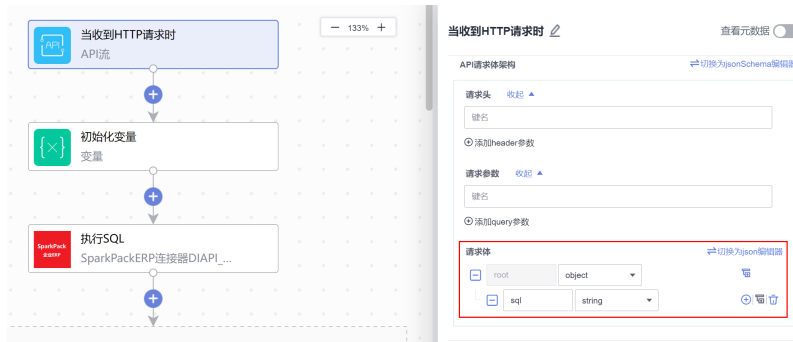 当收到HTTP请求时
API流
133%
初始化变量
变量
SparkPack
企业ERP
执行SQL
SparkPackERP连接器DIAPI_...
当收到HTTP请求时
查看元数据
API请求体架构
切换为jsonSchema编辑器
请求头 收起
键名
添加header参数
请求参数 收起
键名
添加query参数
请求体
切换为json编辑器
root object
sql string